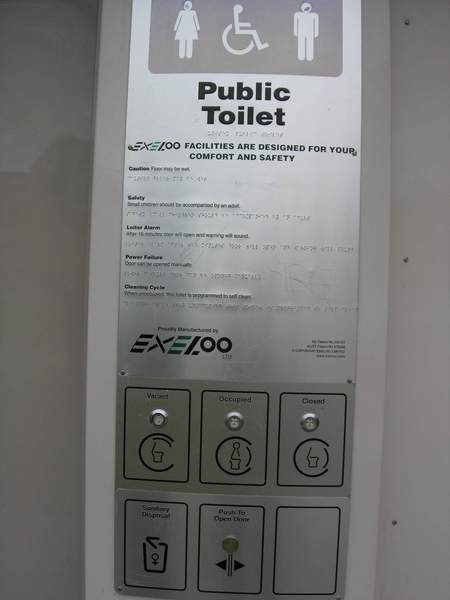 Public
Toilet
EXELOO FACILITIES ARE DESIGNED FOR YOUR
COMFORT AND SAFETY
Caution Floor may be wet.
Safety
Small children should be accompanied by an adult.
Loiter Alarm
After 15 minutes door will open and warning will sound.
Power Failure
Door can be opened manually.
Cleaning Cycle
When unoccupied, this toilet is programmed to self clean.
Proudly Manufactured by
EXELOO
LTD
Vacant
Occupied
Closed
Sanitary
Disposal
Push To
Open Door